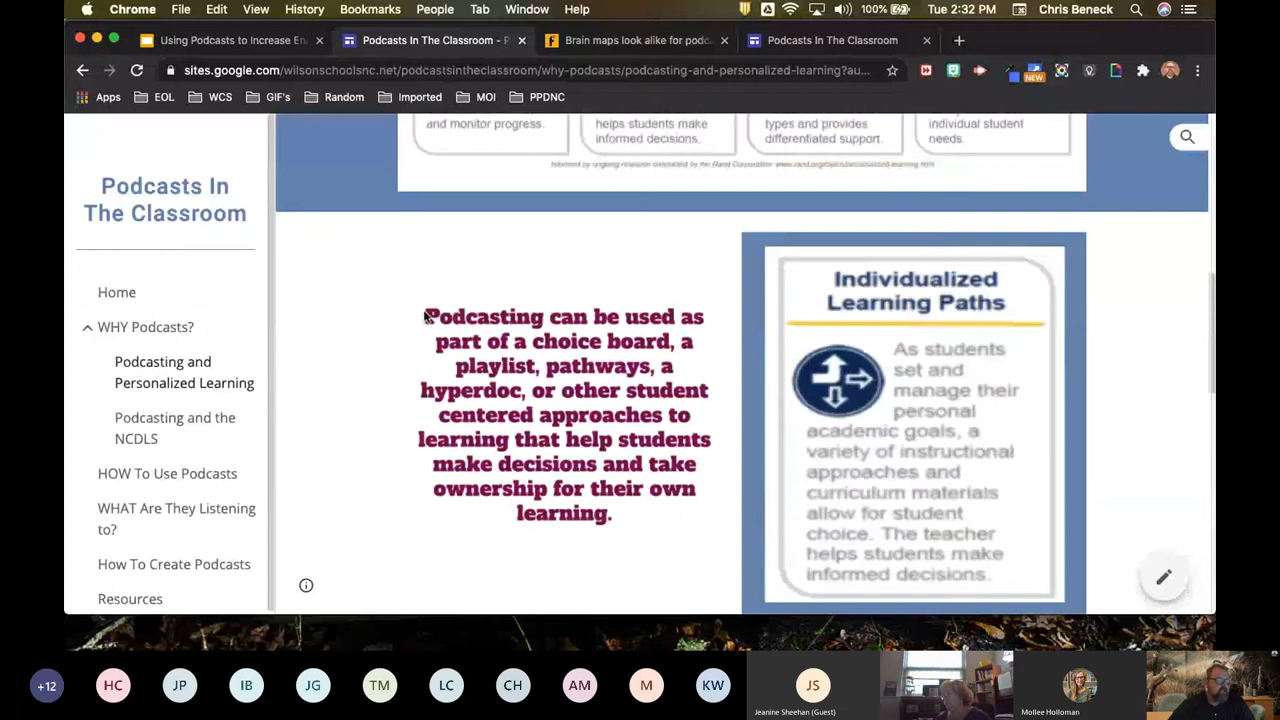 Chrome File Edit View History Bookmarks People Tab Window Help 100% Tue 2:32 PM Chris Beneck
Using Podcasts to Increase En
Podcasts In The Classroom - P
Brain maps look alike for podc
Podcasts In The Classroom
sites.google.com/wilsonschoolsnc.net/podcastsintheclassroom/why-podcasts/podcasting-and-personalized-learning?au...
NEW
Apps EOL WCS GIF's Random Imported MOI PPDNC
Podcasts In
The Classroom
Home
WHY Podcasts?
Podcasting and
Personalized Learning
Podcasting and the
NCDLS
HOW To Use Podcasts
WHAT Are They Listening
to?
How To Create Podcasts
Resources
and monitor progress.
helps students make
informed decisions.
types and provides
differentiated support.
individual student
needs.
Podcasting can be used as
part of a choice board, a
playlist, pathways, a
hyperdoc, or other student
centered approaches to
learning that help students
make decisions and take
ownership for their own
learning.
Individualized
Learning Paths
As students
set and
manage their
personal
academic goals, a
variety of instructional
approaches and
curriculum materials
allow for student
choice. The teacher
helps students make
informed decisions.
+12 HC JP IB JG TM LC CH AM M KW JS
Jeanine Sheehan (Guest)
Mollee Holloman